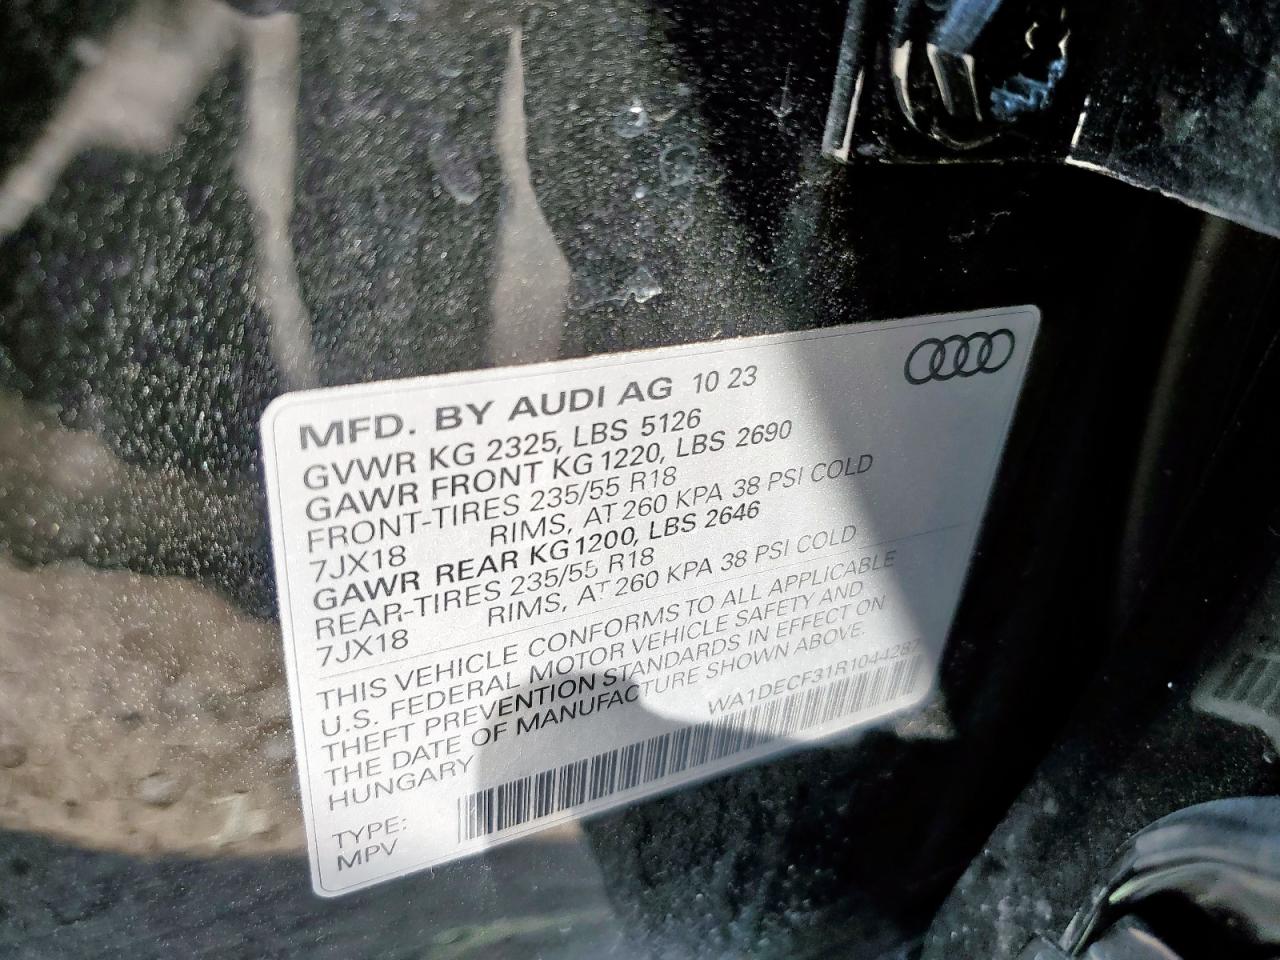 MFD. BY AUDI AG 10 23
GVWR KG 2325, LBS 5126
GAWR FRONT KG 1220, LBS 2690
FRONT-TIRES 235/55 R18
7JX18 RIMS, AT 260 KPA 38 PSI COLD
GAWR REAR KG 1200, LBS 2646
REAR-TIRES 235/55 R18
7JX18 RIMS, AT 260 KPA 38 PSI COLD
THIS VEHICLE CONFORMS TO ALL APPLICABLE
U.S. FEDERAL MOTOR VEHICLE SAFETY AND
THEFT PREVENTION STANDARDS IN EFFECT ON
THE DATE OF MANUFACTURE SHOWN ABOVE.
HUNGARY WA1DECF31R1044287
TYPE:
MPV